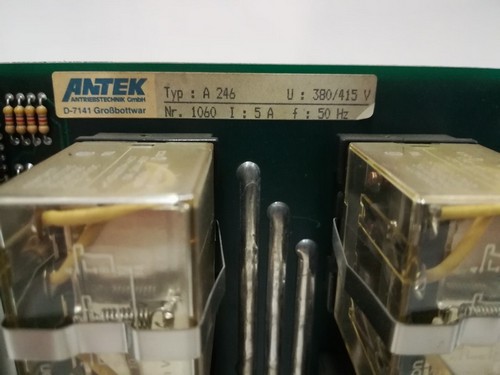 ANTEK
ANTRIEBSTECHNIK GmbH
D-7141 Großbottwar
Typ : A 246 U : 380/415 V
Nr. 1060 I : 5 A f : 50 Hz